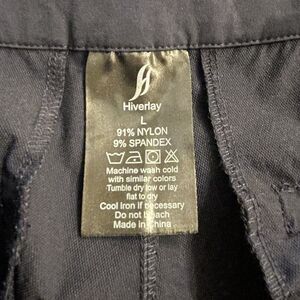 Hiverlay
L
91% NYLON
9% SPANDEX
Machine wash cold
with similar colors
Tumble dry low or lay
flat to dry
Cool iron if necessary
Do not bleach
Made in China